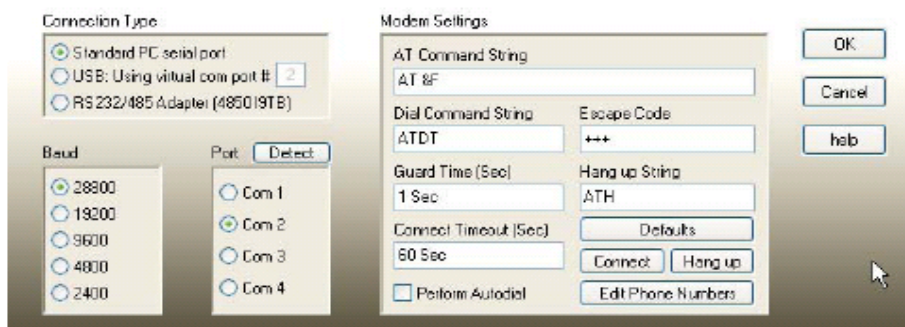 Connection Type
Standard PC serial port
USB: Using virtual com port # 2
RS232/485 Adapter (485OI9TB)
Baud
28800
19200
9600
4800
2400
Port Detect
Com 1
Com 2
Com 3
Com 4
Modem Settings
AT Command String
AT &F
Dial Command String
ATDT
Escape Code
+++
Guard Time (Sec)
1 Sec
Hang up String
ATH
Connect Timeout (Sec)
60 Sec
Defaults
Connect
Hang up
Perform Autodial
Edit Phone Numbers
OK
Cancel
help